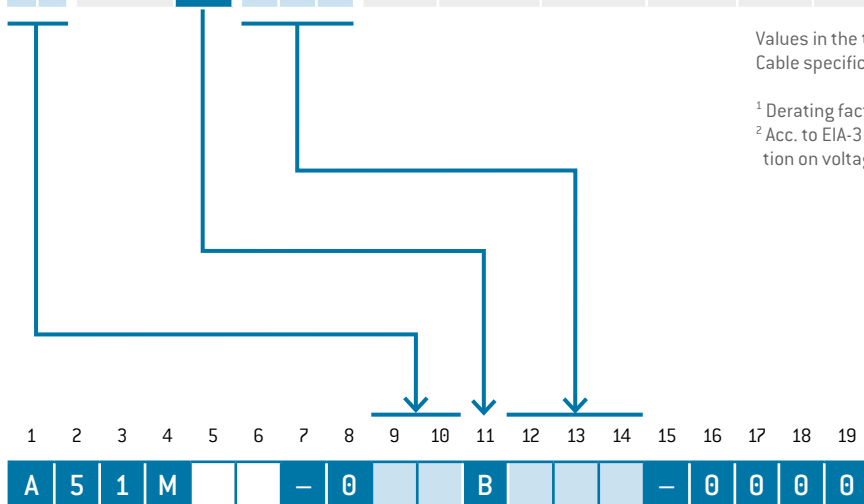 Values in the
Cable specific
¹ Derating fac
² Acc. to EIA-3
tion on voltag
1 2 3 4 5 6 7 8 9 10 11 12 13 14 15 16 17 18 19
A 5 1 M – 0 B – 0 0 0 0